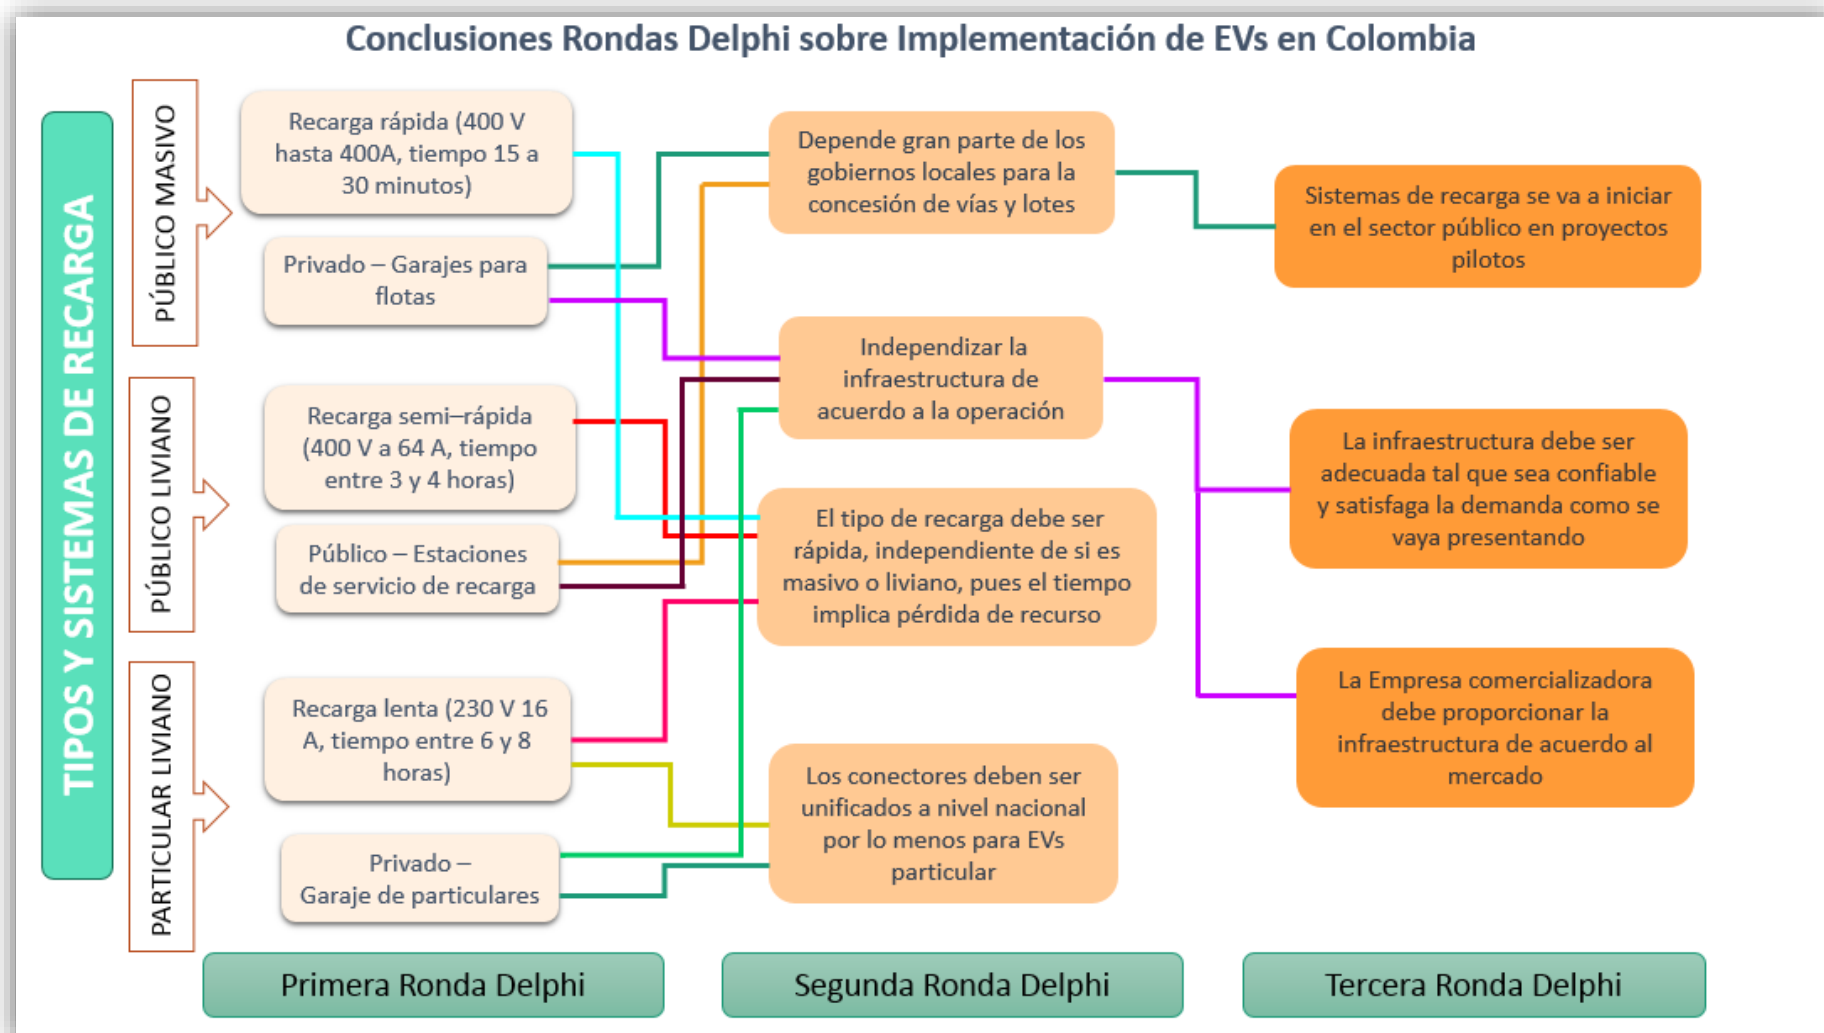 Conclusiones Rondas Delphi sobre Implementación de EVs en Colombia
TIPOS Y SISTEMAS DE RECARGA
PÚBLICO MASIVO
Recarga rápida (400 V
hasta 400A, tiempo 15 a
30 minutos)
Privado – Garajes para
flotas
PÚBLICO LIVIANO
Recarga semi–rápida
(400 V a 64 A, tiempo
entre 3 y 4 horas)
Público – Estaciones
de servicio de recarga
PARTICULAR LIVIANO
Recarga lenta (230 V 16
A, tiempo entre 6 y 8
horas)
Privado –
Garaje de particulares
Primera Ronda Delphi
Depende gran parte de los
gobiernos locales para la
concesión de vías y lotes
Independizar la
infraestructura de
acuerdo a la operación
El tipo de recarga debe ser
rápida, independiente de si es
masivo o liviano, pues el tiempo
implica pérdida de recurso
Los conectores deben ser
unificados a nivel nacional
por lo menos para EVs
particular
Segunda Ronda Delphi
Sistemas de recarga se va a iniciar
en el sector público en proyectos
pilotos
La infraestructura debe ser
adecuada tal que sea confiable
y satisfaga la demanda como se
vaya presentando
La Empresa comercializadora
debe proporcionar la
infraestructura de acuerdo al
mercado
Tercera Ronda Delphi